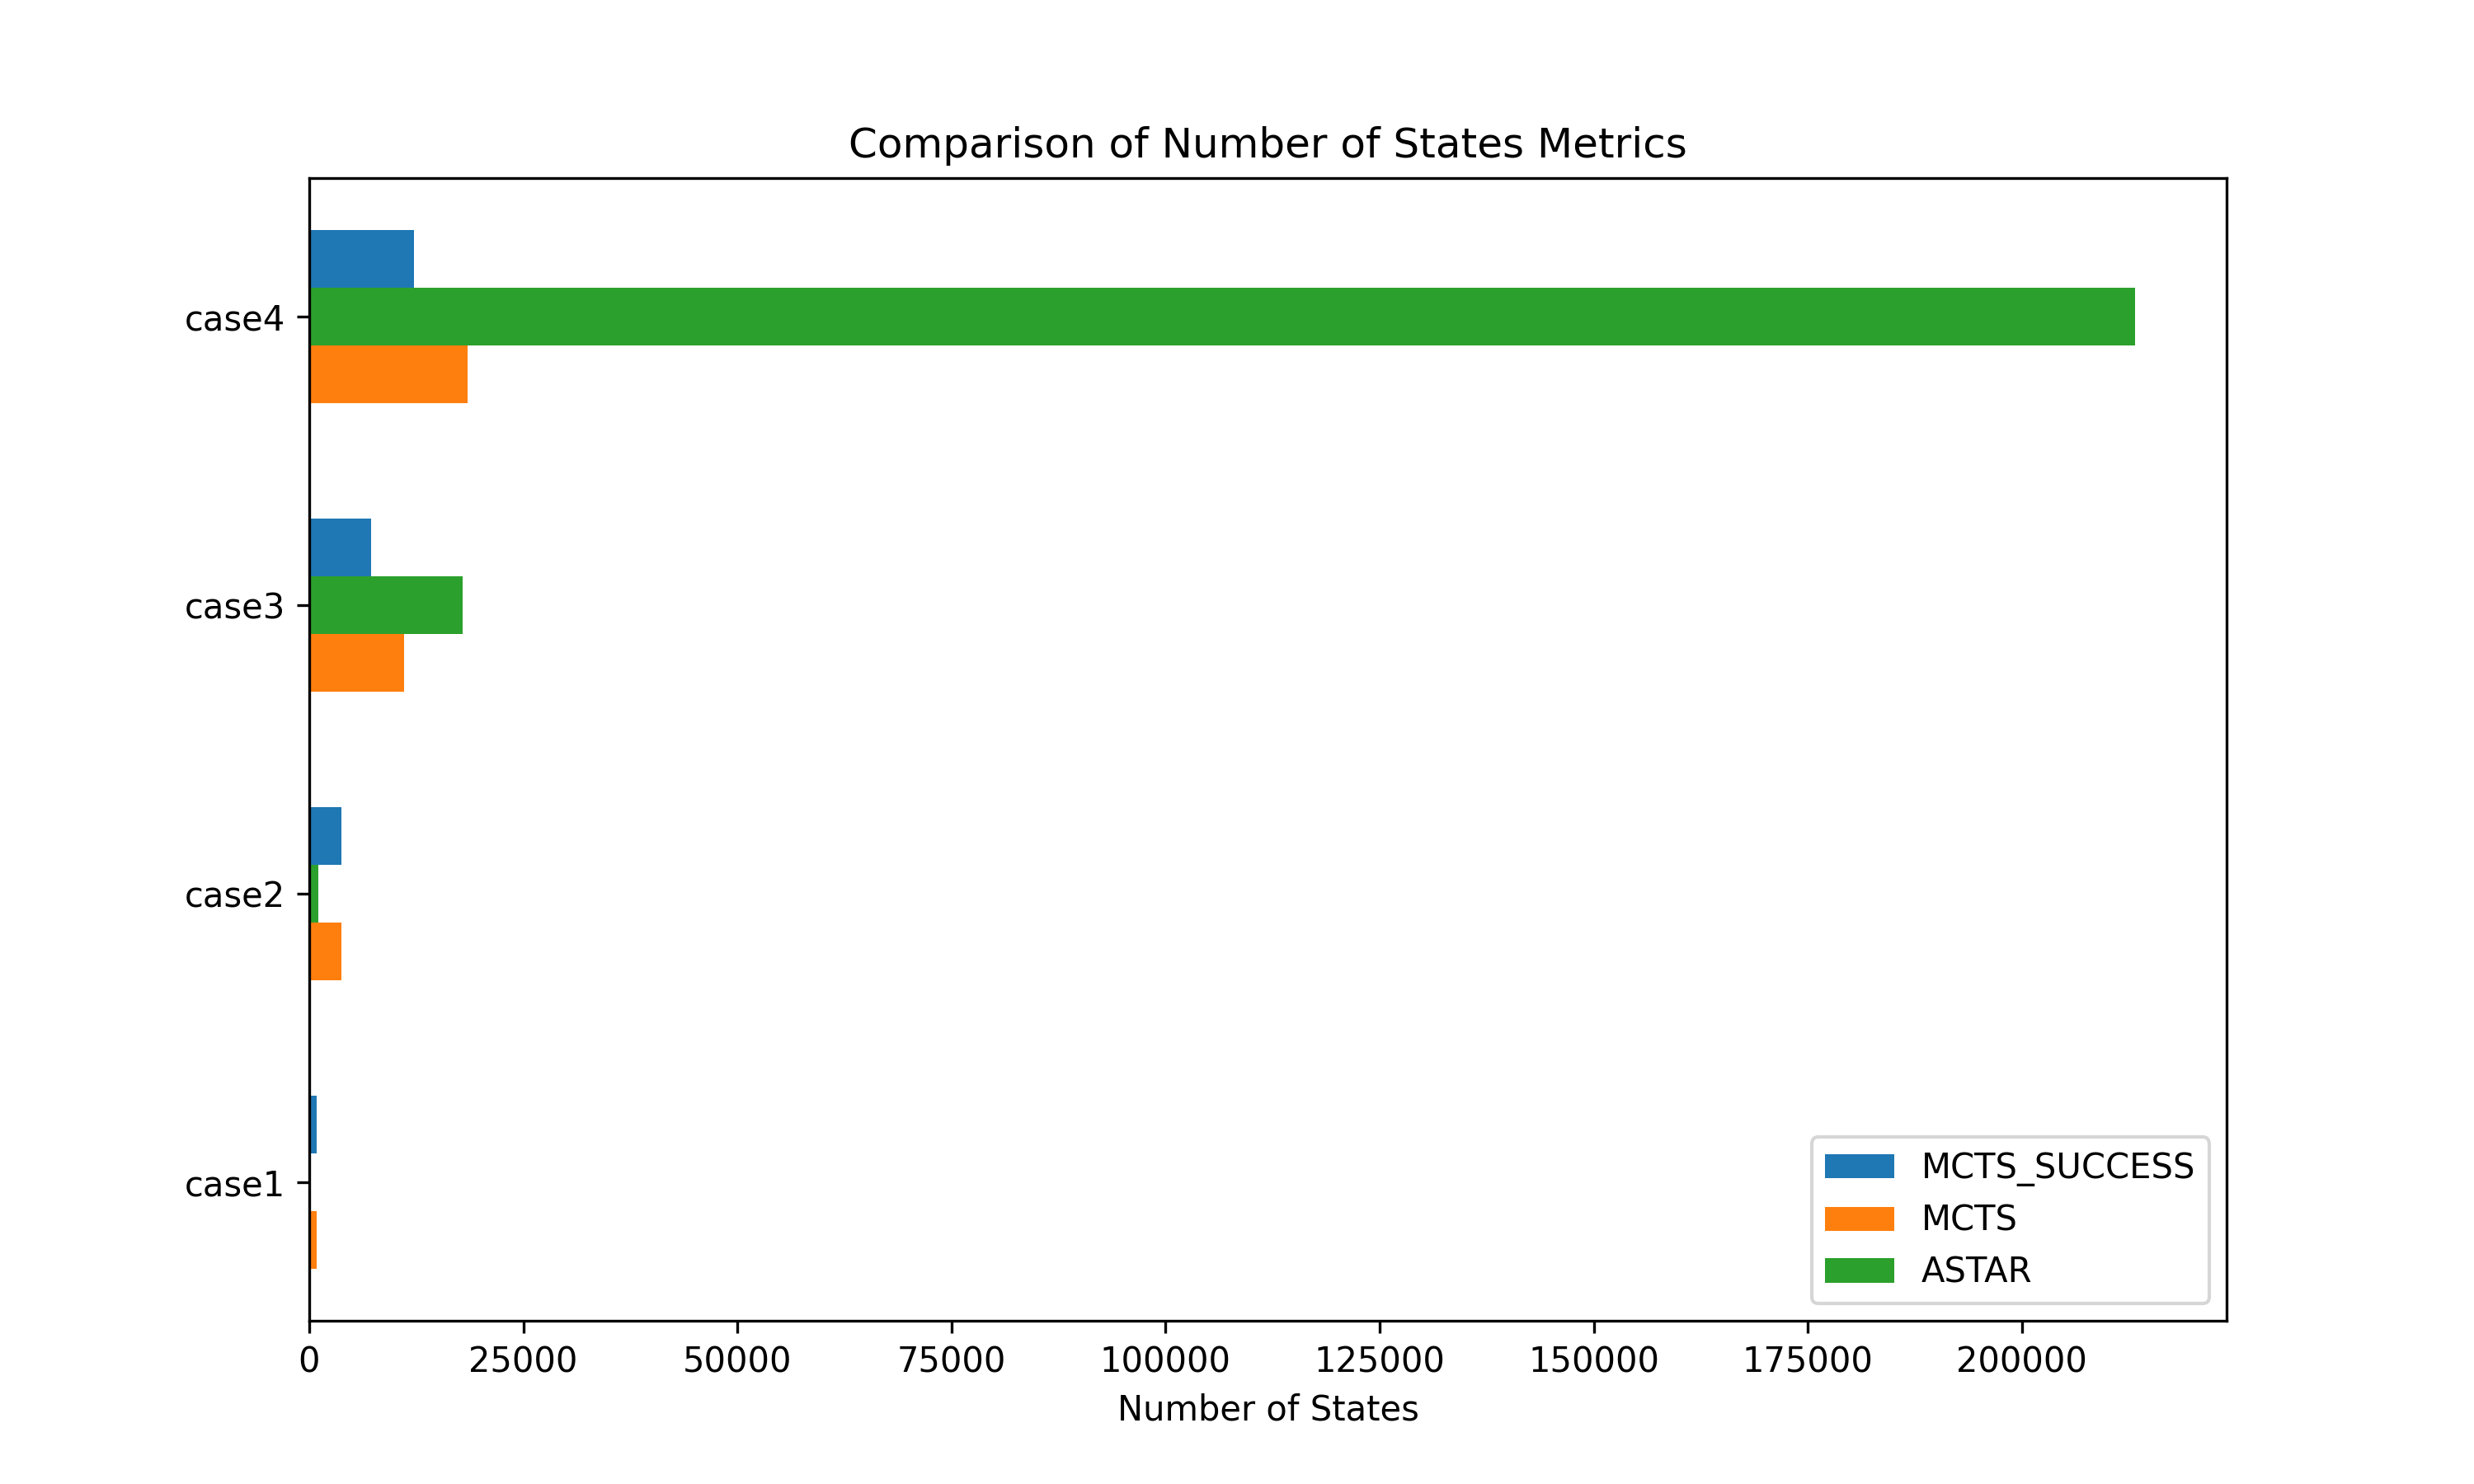 Comparison of Number of States Metrics
case4
case3
case2
case1
MCTS_SUCCESS
MCTS
ASTAR
0 25000 50000 75000 100000 125000 150000 175000 200000
Number of States